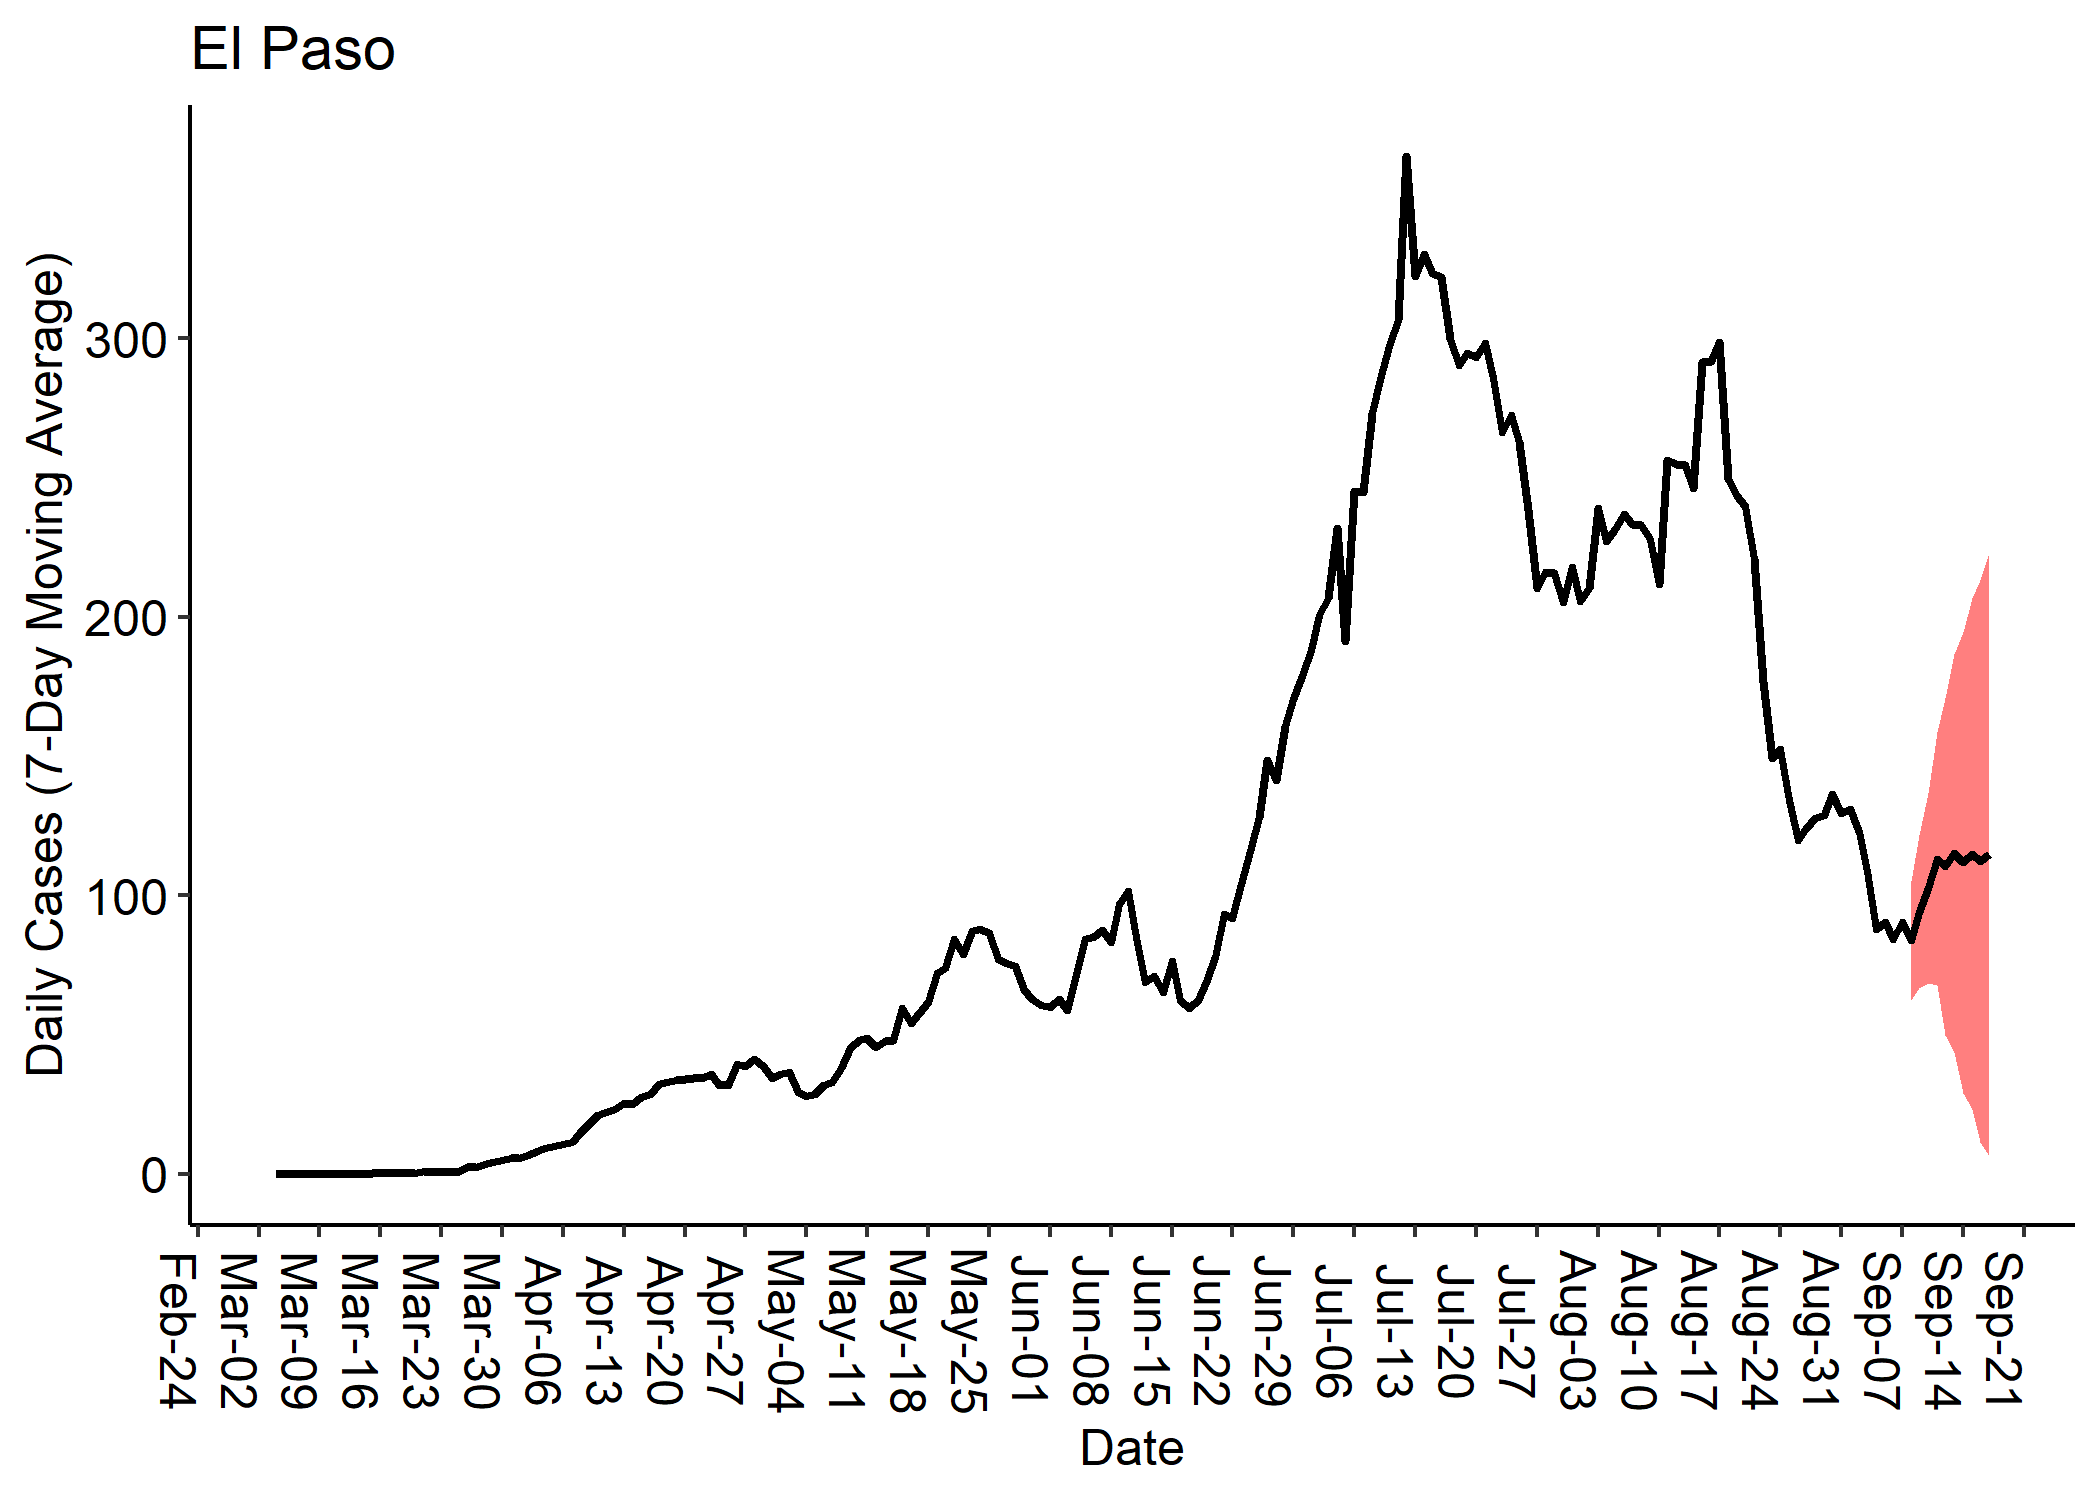 El Paso
Daily Cases (7-Day Moving Average)
300
200
100
0
Feb-24
Mar-02
Mar-09
Mar-16
Mar-23
Mar-30
Apr-06
Apr-13
Apr-20
Apr-27
May-04
May-11
May-18
May-25
Jun-01
Jun-08
Jun-15
Jun-22
Jun-29
Jul-06
Jul-13
Jul-20
Jul-27
Aug-03
Aug-10
Aug-17
Aug-24
Aug-31
Sep-07
Sep-14
Sep-21
Date